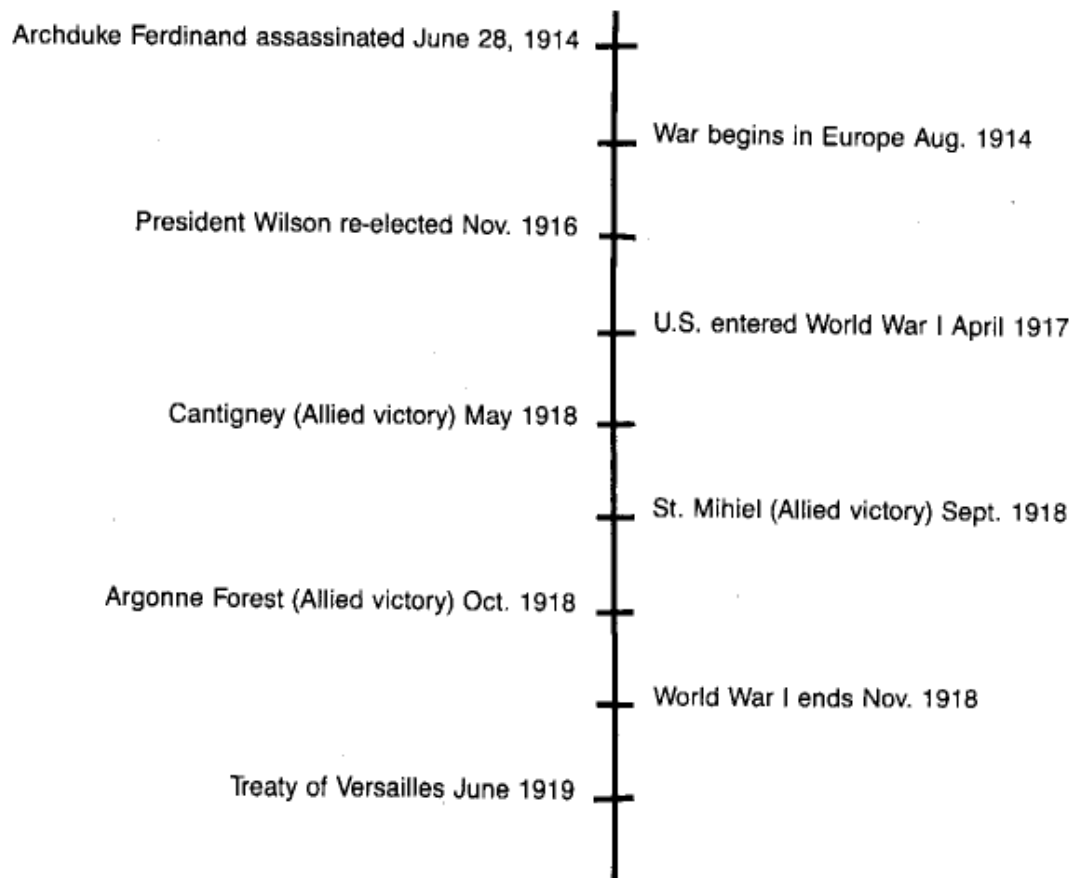 Archduke Ferdinand assassinated June 28, 1914
War begins in Europe Aug. 1914
President Wilson re-elected Nov. 1916
U.S. entered World War I April 1917
Cantigney (Allied victory) May 1918
St. Mihiel (Allied victory) Sept. 1918
Argonne Forest (Allied victory) Oct. 1918
World War I ends Nov. 1918
Treaty of Versailles June 1919